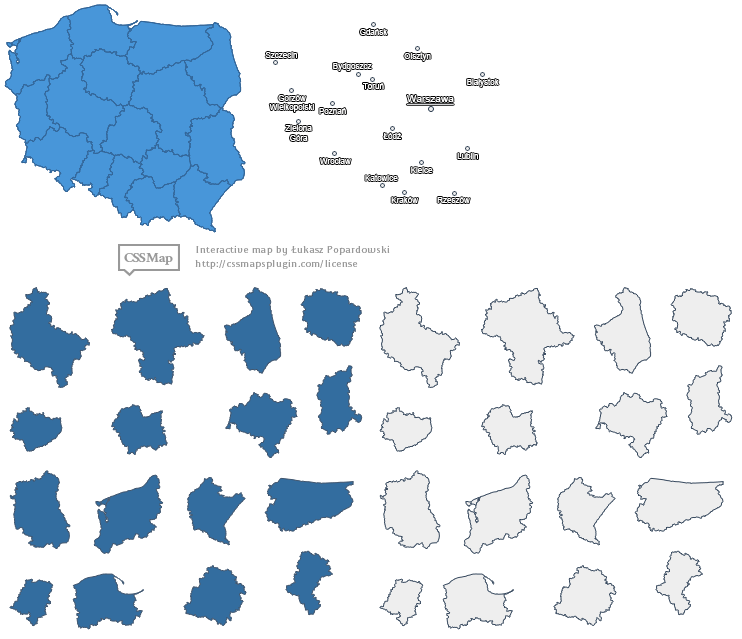 Gdańsk
Olsztyn
Szczecin
Bydgoszcz
Toruń
Białystok
Gorzów
Wielkopolski
Poznań
Warszawa
Zielona
Góra
Łódź
Wrocław
Lublin
Kielce
Katowice
Kraków
Rzeszów
CSSMap
Interactive map by Łukasz Popardowski
http://cssmapsplugin.com/license